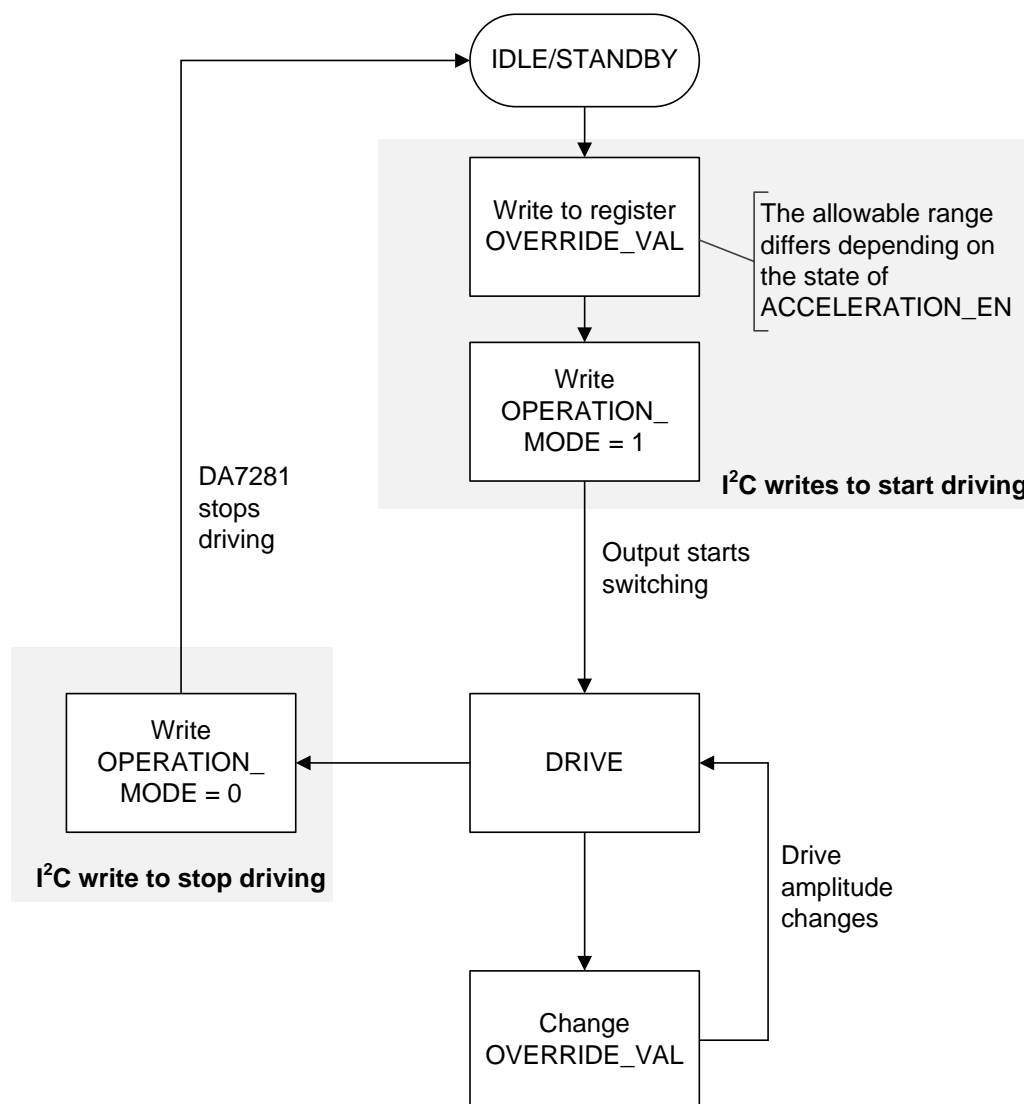 IDLE/STANDBY
Write to register
OVERRIDE_VAL
The allowable range
differs depending on
the state of
ACCELERATION_EN
Write
OPERATION_
MODE = 1
I²C writes to start driving
DA7281
stops
driving
Output starts
switching
Write
OPERATION_
MODE = 0
I²C write to stop driving
DRIVE
Drive
amplitude
changes
Change
OVERRIDE_VAL